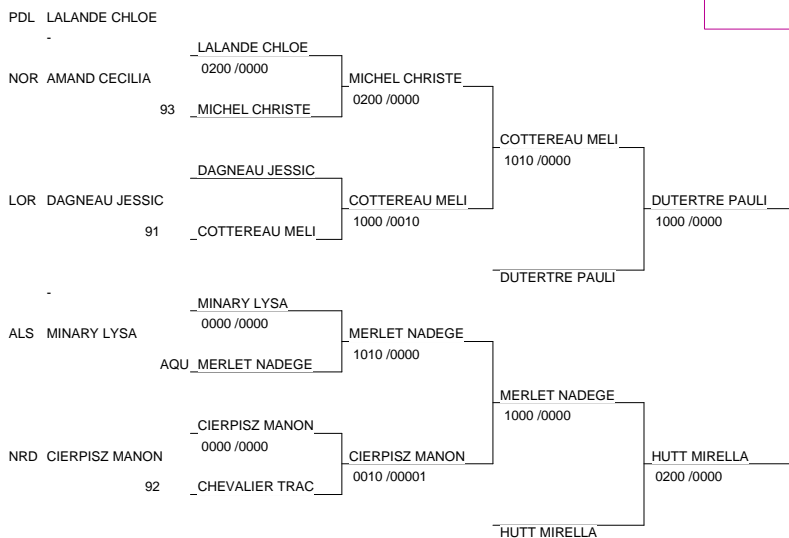 PDL LALANDE CHLOE
-
LALANDE CHLOE
0200 /0000
NOR AMAND CECILIA
MICHEL CHRISTE
0200 /0000
93 MICHEL CHRISTE
COTTEREAU MELI
1010 /0000
DAGNEAU JESSIC
LOR DAGNEAU JESSIC
COTTEREAU MELI
1000 /0010
DUTERTRE PAULI
1000 /0000
91 COTTEREAU MELI
DUTERTRE PAULI
-
MINARY LYSA
0000 /0000
ALS MINARY LYSA
MERLET NADEGE
1010 /0000
AQU MERLET NADEGE
MERLET NADEGE
1000 /0000
CIERPISZ MANON
0000 /0000
NRD CIERPISZ MANON
CIERPISZ MANON
0010 /00001
HUTT MIRELLA
0200 /0000
92 CHEVALIER TRAC
HUTT MIRELLA